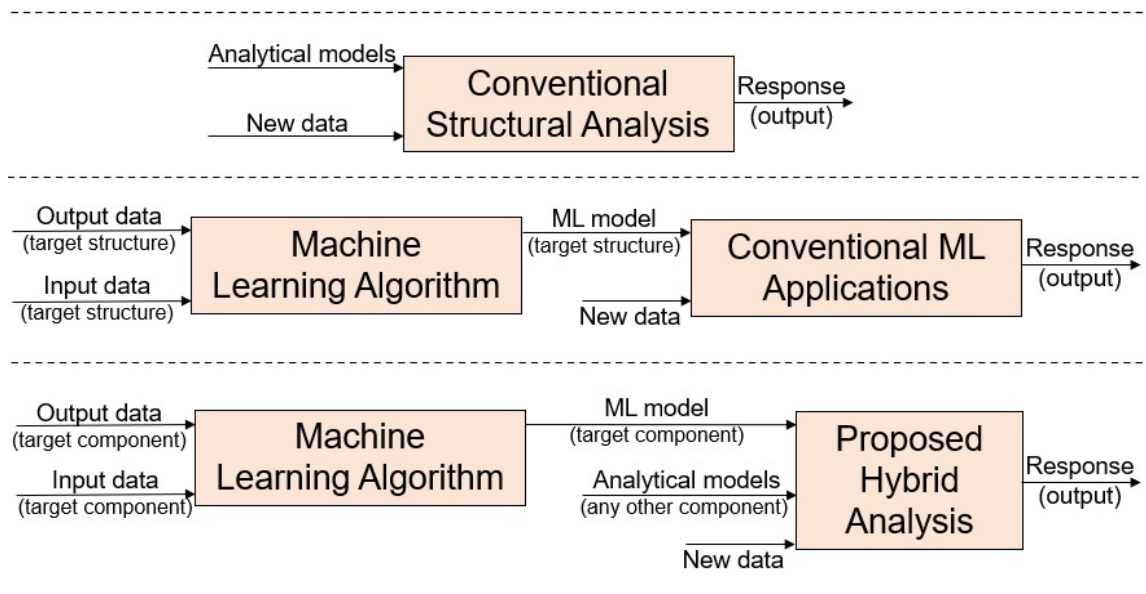 Analytical models
New data
Conventional
Structural Analysis
Response
(output)
Output data
(target structure)
Input data
(target structure)
Machine
Learning Algorithm
ML model
(target structure)
New data
Conventional ML
Applications
Response
(output)
Output data
(target component)
Input data
(target component)
Machine
Learning Algorithm
ML model
(target component)
Analytical models
(any other component)
New data
Proposed
Hybrid
Analysis
Response
(output)